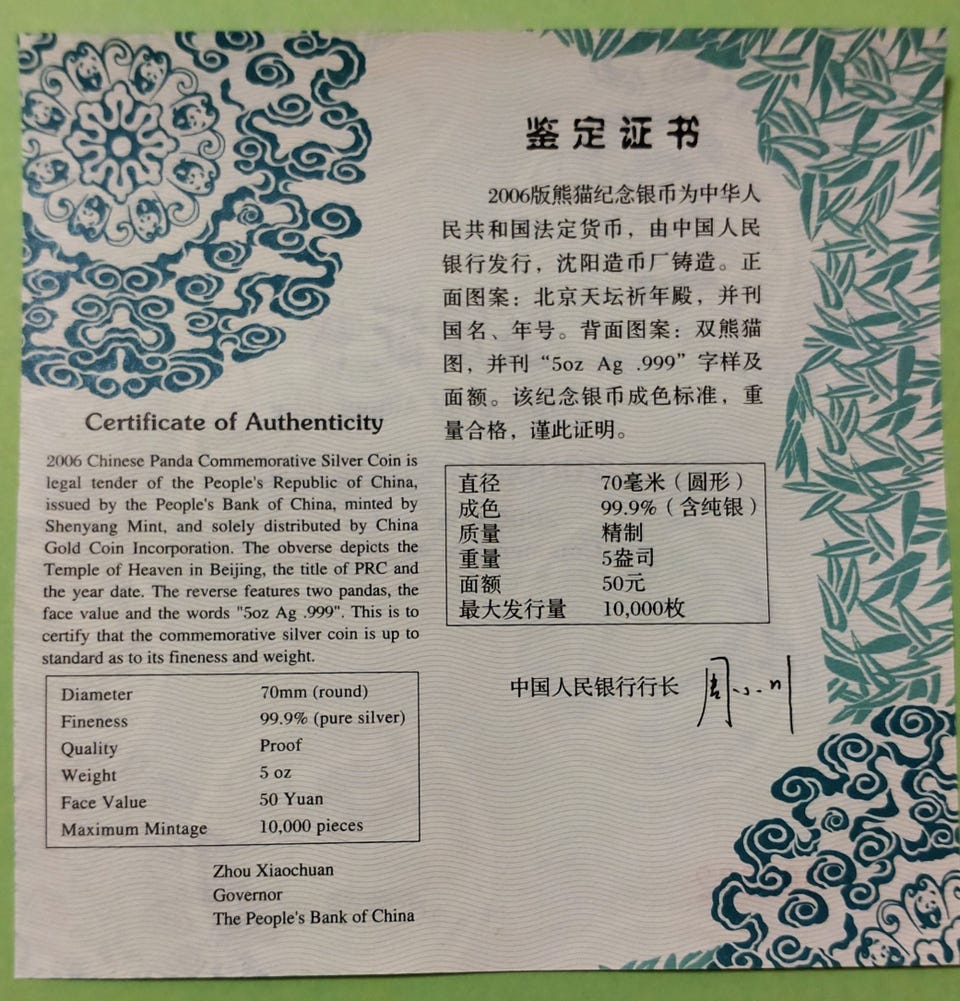 Certificate of Authenticity
2006 Chinese Panda Commemorative Silver Coin is
legal tender of the People's Republic of China,
issued by the People's Bank of China, minted by
Shenyang Mint, and solely distributed by China
Gold Coin Incorporation. The obverse depicts the
Temple of Heaven in Beijing, the title of PRC and
the year date. The reverse features two pandas, the
face value and the words "5oz Ag .999". This is to
certify that the commemorative silver coin is up to
standard as to its fineness and weight.
Diameter 70mm (round)
Fineness 99.9% (pure silver)
Quality Proof
Weight 5 oz
Face Value 50 Yuan
Maximum Mintage 10,000 pieces
Zhou Xiaochuan
Governor
The People's Bank of China
鉴定证书
2006版熊猫纪念银币为中华人
民共和国法定货币，由中国人民
银行发行，沈阳造币厂铸造。正
面图案：北京天坛祈年殿，并刊
国名、年号。背面图案：双熊猫
图，并刊“5oz Ag .999”字样及
面额。该纪念银币成色标准，重
量合格，谨此证明。
直径 70毫米（圆形）
成色 99.9%（含纯银）
质量 精制
重量 5盎司
面额 50元
最大发行量 10,000枚
中国人民银行行长 周小川